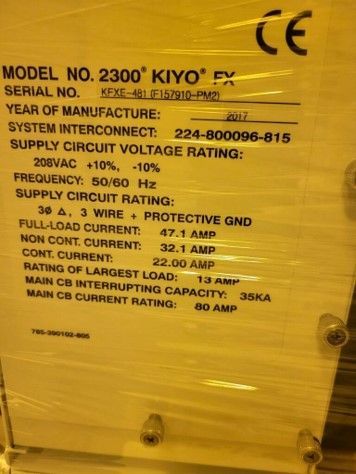 CE
MODEL NO. 2300® KIYO® FX
SERIAL NO. KFXE-481 (F157910-PM2)
YEAR OF MANUFACTURE: 2017
SYSTEM INTERCONNECT: 224-800096-815
SUPPLY CIRCUIT VOLTAGE RATING:
208VAC +10%, -10%
FREQUENCY: 50/60 Hz
SUPPLY CIRCUIT RATING:
3ø Δ, 3 WIRE + PROTECTIVE GND
FULL-LOAD CURRENT: 47.1 AMP
NON CONT. CURRENT: 32.1 AMP
CONT. CURRENT: 22.00 AMP
RATING OF LARGEST LOAD: 13 AMP
MAIN CB INTERRUPTING CAPACITY: 35KA
MAIN CB CURRENT RATING: 80 AMP
785-390102-805